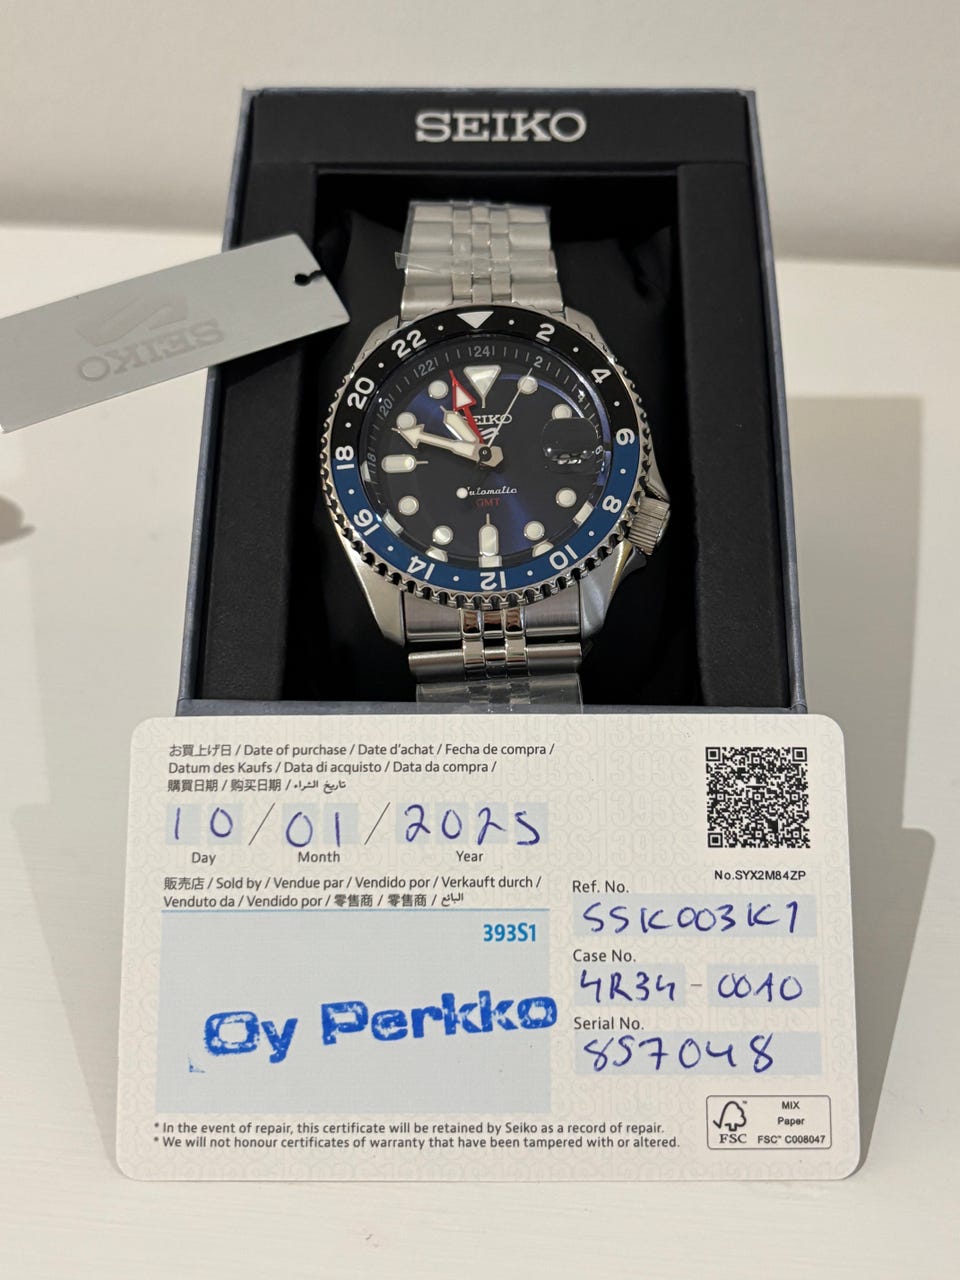 SEIKO
SEIKO
22 2 4 6 8 10 12 14 16 18 20
24 2 4 6 18 20 22
SEIKO
Automatic
GMT
お買上げ日 / Date of purchase / Date d'achat / Fecha de compra /
Datum des Kaufs / Data di acquisto / Data da compra /
購買日期 / 购买日期 / تاريخ الشراء
10 / 01 / 2025
Day Month Year
No.SYX2M84ZP
販売店 / Sold by / Vendue par / Vendido por / Verkauft durch /
Venduto da / Vendido por / 零售商 / 零售商 / البائع
393S1
Oy Perkko
Ref. No.
SSK003K1
Case No.
4R34 - 00A0
Serial No.
857048
* In the event of repair, this certificate will be retained by Seiko as a record of repair.
* We will not honour certificates of warranty that have been tampered with or altered.
FSC
MIX
Paper
FSC™ C008047